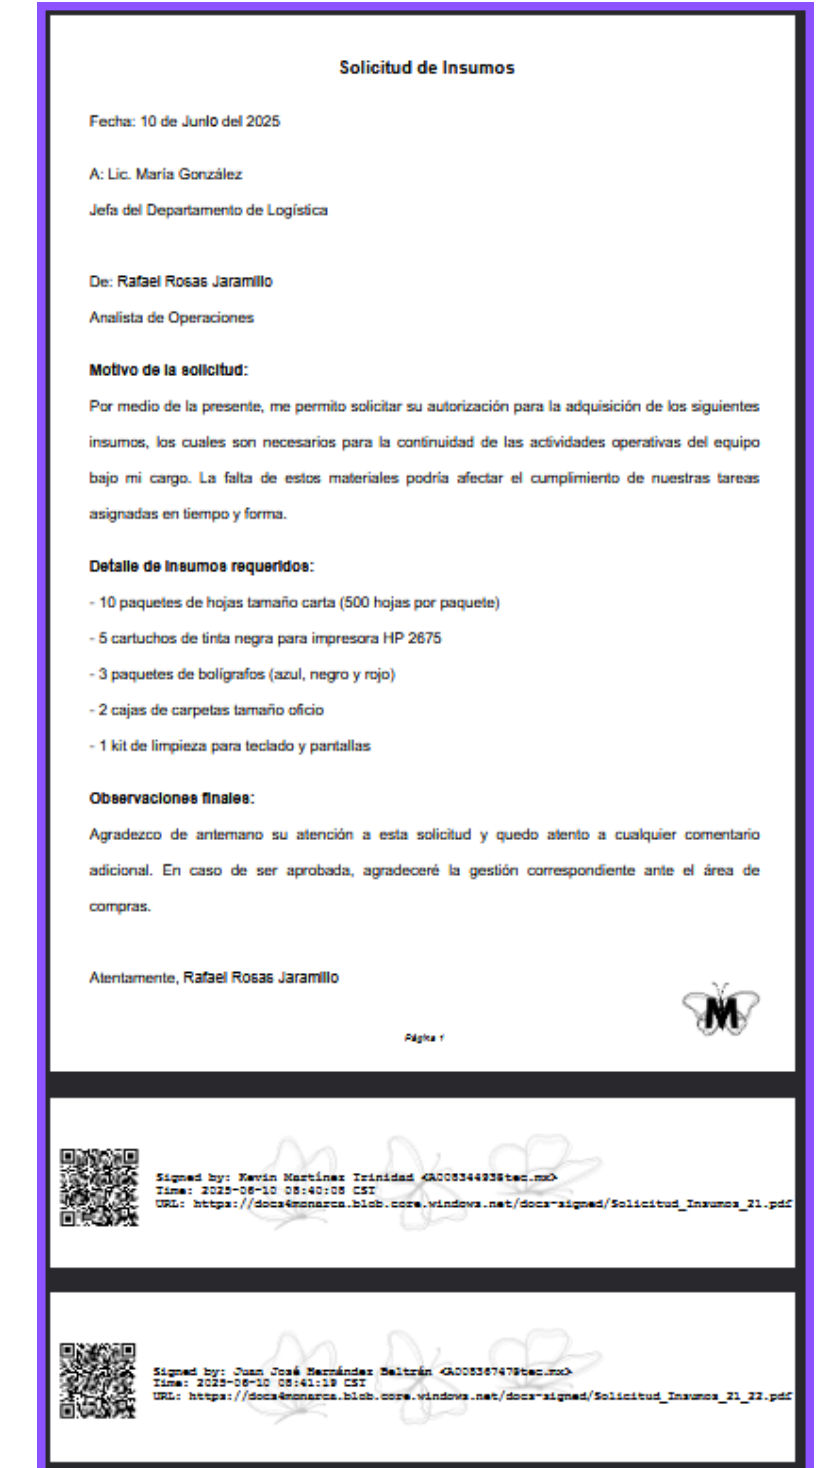 Solicitud de Insumos
Fecha: 10 de Junio del 2025
A: Lic. María González
Jefa del Departamento de Logística
De: Rafael Rosas Jaramillo
Analista de Operaciones
Motivo de la solicitud:
Por medio de la presente, me permito solicitar su autorización para la adquisición de los siguientes
insumos, los cuales son necesarios para la continuidad de las actividades operativas del equipo
bajo mi cargo. La falta de estos materiales podría afectar el cumplimiento de nuestras tareas
asignadas en tiempo y forma.
Detalle de insumos requeridos:
- 10 paquetes de hojas tamaño carta (500 hojas por paquete)
- 5 cartuchos de tinta negra para impresora HP 2675
- 3 paquetes de bolígrafos (azul, negro y rojo)
- 2 cajas de carpetas tamaño oficio
- 1 kit de limpieza para teclado y pantallas
Observaciones finales:
Agradezco de antemano su atención a esta solicitud y quedo atento a cualquier comentario
adicional. En caso de ser aprobada, agradeceré la gestión correspondiente ante el área de
compras.
Atentamente, Rafael Rosas Jaramillo
M
Página 1
Signed by: Kevin Martínez Trinidad <A00834493@tec.mx>
Time: 2025-06-10 08:40:08 CST
URL: https://docs4monarca.blob.core.windows.net/docs-signed/Solicitud_Insumos_21.pdf
Signed by: Juan José Hernández Beltrán <A00836747@tec.mx>
Time: 2025-06-10 08:41:19 CST
URL: https://docs4monarca.blob.core.windows.net/docs-signed/Solicitud_Insumos_21_22.pdf